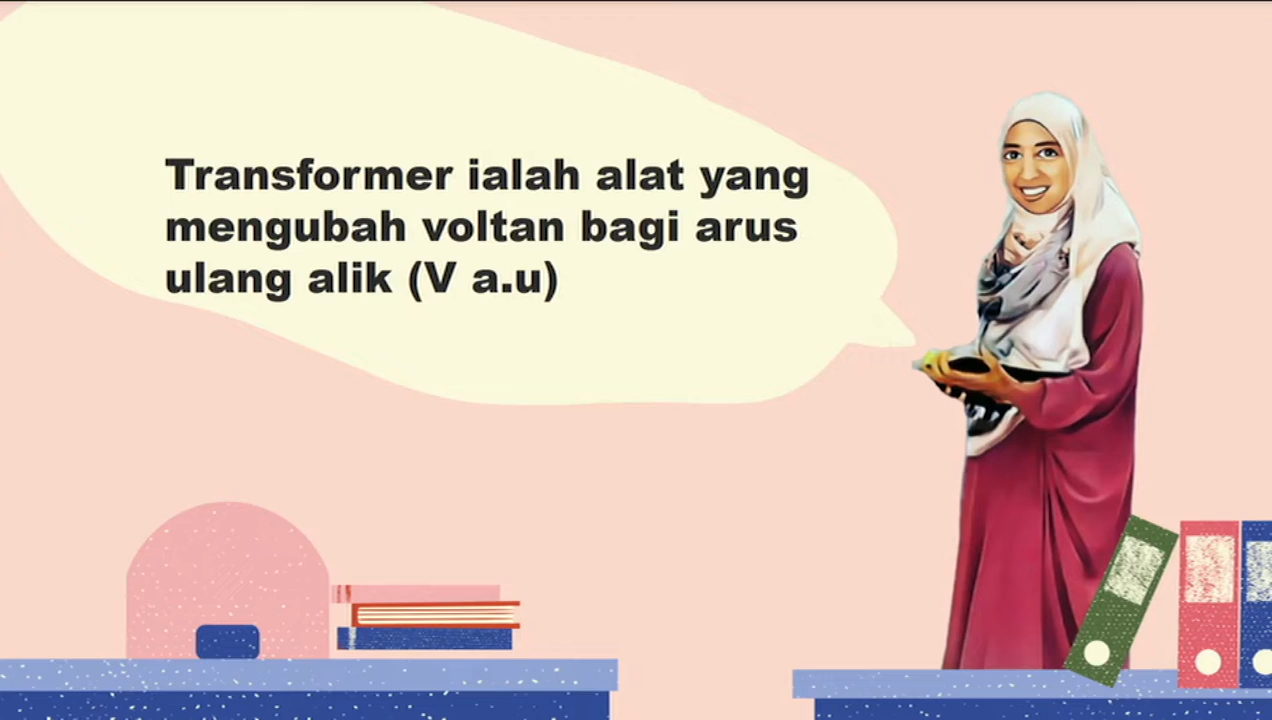 Transformer ialah alat yang
mengubah voltan bagi arus
ulang alik (V a.u)